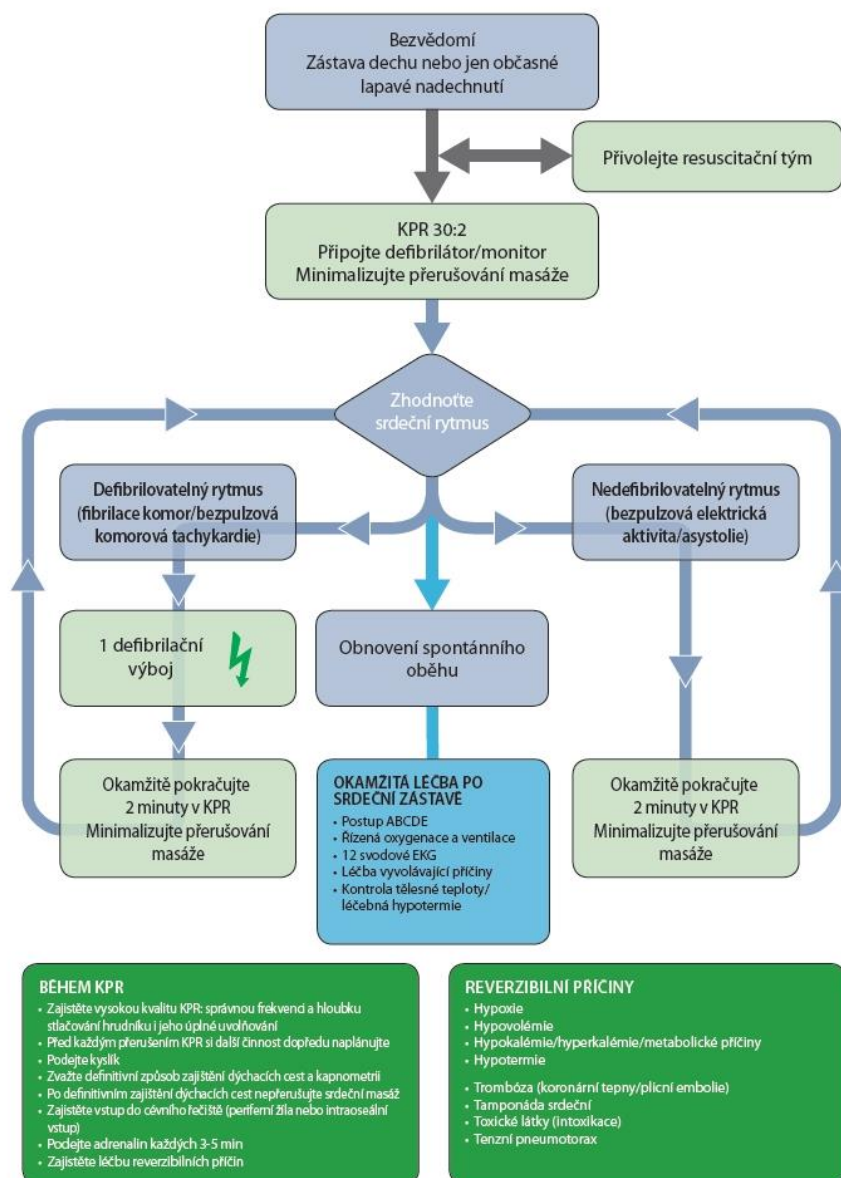 Bezvědomí
Zástava dechu nebo jen občasné
lapavé nadechnutí
Přivolejte resuscitační tým
KPR 30:2
Připojte defibrilátor/monitor
Minimalizujte přerušování masáže
Zhodnoťte
srdeční rytmus
Defibrilovatelný rytmus
(fibrilace komor/bezpulzová
komorová tachykardie)
Nedefibrilovatelný rytmus
(bezpulzová elektrická
aktivita/asystolie)
1 defibrilační
výboj
Obnovení spontánního
oběhu
Okamžitě pokračujte
2 minuty v KPR
Minimalizujte přerušování
masáže
OKAMŽITÁ LÉČBA PO
SRDEČNÍ ZÁSTAVĚ
• Postup ABCDE
• Řízená oxygenace a ventilace
• 12 svodové EKG
• Léčba vyvolávající příčiny
• Kontrola tělesné teploty/
léčebná hypotermie
Okamžitě pokračujte
2 minuty v KPR
Minimalizujte přerušování
masáže
BĚHEM KPR
• Zajistěte vysokou kvalitu KPR: správnou frekvenci a hloubku
stlačování hrudníku i jeho úplné uvolňování
• Před každým přerušením KPR si další činnost dopředu naplánujte
• Podejte kyslík
• Zvažte definitivní způsob zajištění dýchacích cest a kapnometrii
• Po definitivním zajištění dýchacích cest nepřerušujte srdeční masáž
• Zajistěte vstup do cévního řečiště (periferní žíla nebo intraoseální
vstup)
• Podejte adrenalin každých 3-5 min
• Zajistěte léčbu reverzibilních příčin
REVERZIBILNÍ PŘÍČINY
• Hypoxie
• Hypovolémie
• Hypokalémie/hyperkalémie/metabolické příčiny
• Hypotermie
• Trombóza (koronární tepny/plicní embolie)
• Tamponáda srdeční
• Toxické látky (intoxikace)
• Tenzní pneumotorax